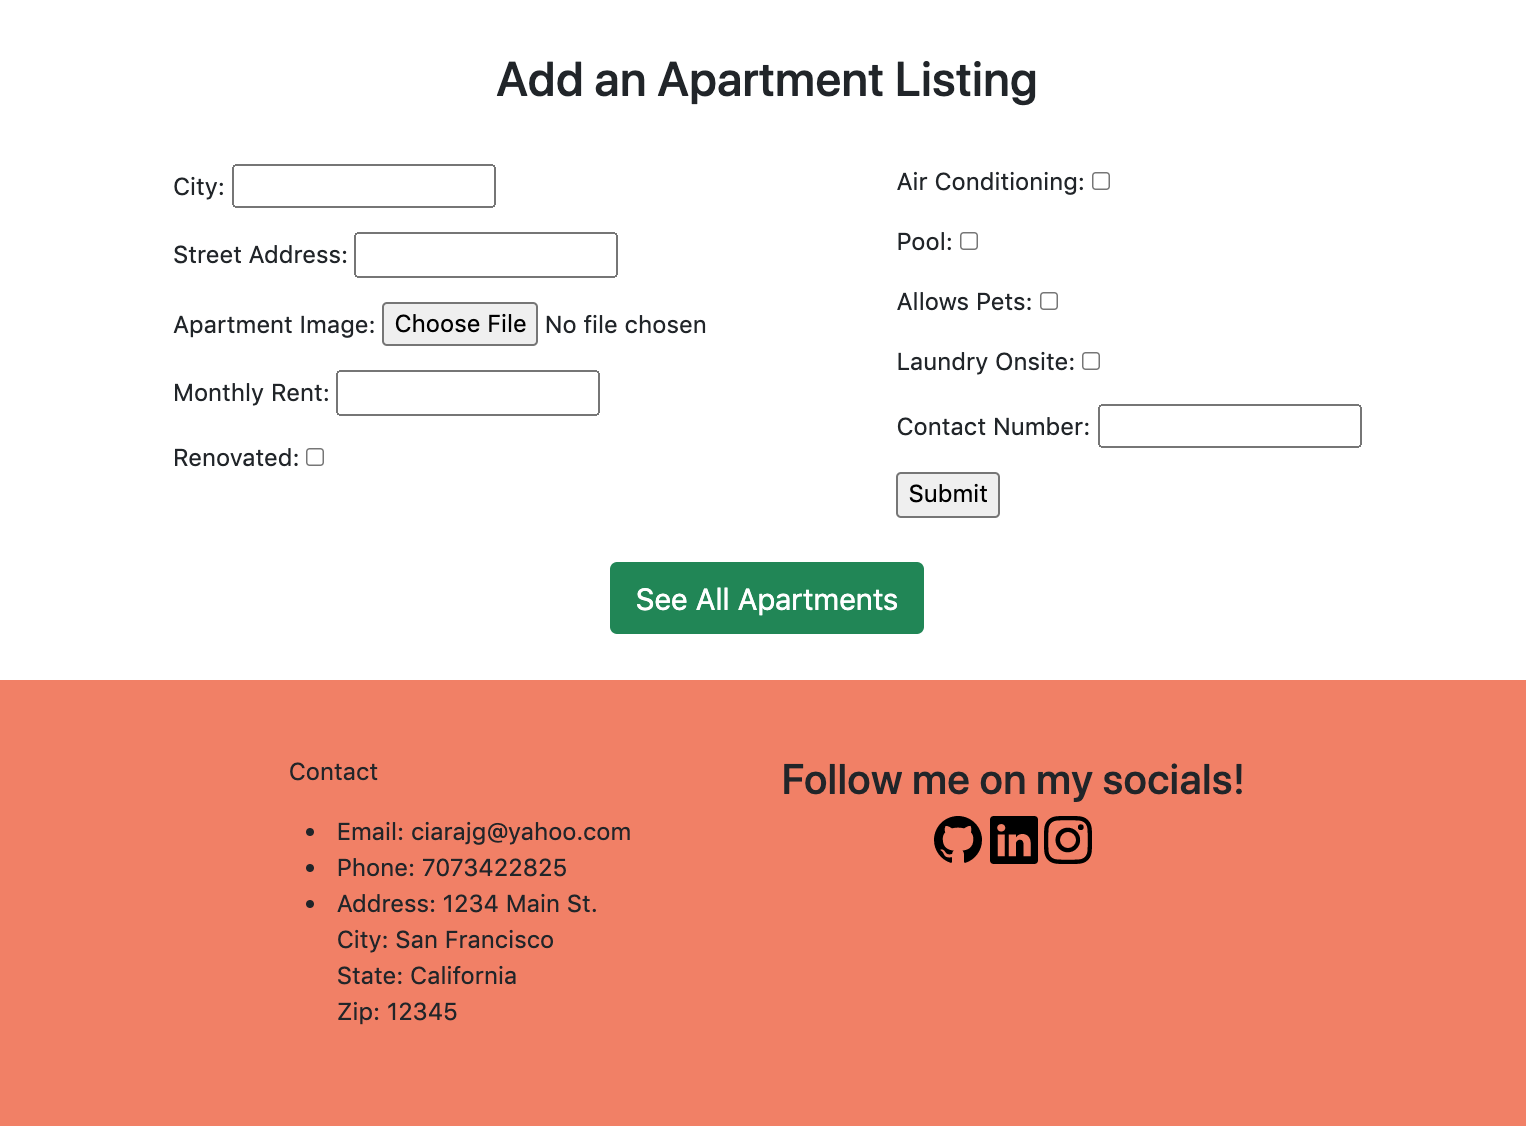 Add an Apartment Listing
City:
Street Address:
Apartment Image: Choose File No file chosen
Monthly Rent:
Renovated:
Air Conditioning:
Pool:
Allows Pets:
Laundry Onsite:
Contact Number:
Submit
See All Apartments
Contact
• Email: ciarajg@yahoo.com
• Phone: 7073422825
• Address: 1234 Main St.
City: San Francisco
State: California
Zip: 12345
Follow me on my socials!
in